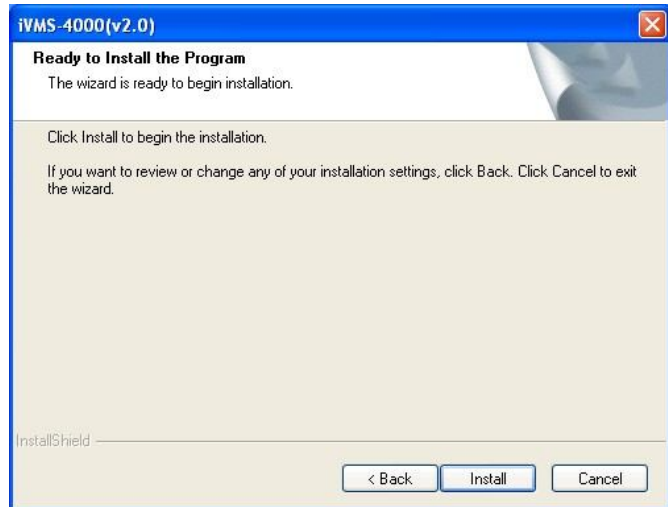 iVMS-4000(v2.0)
Ready to Install the Program
The wizard is ready to begin installation.
Click Install to begin the installation.
If you want to review or change any of your installation settings, click Back. Click Cancel to exit
the wizard.
InstallShield
< Back
Install
Cancel